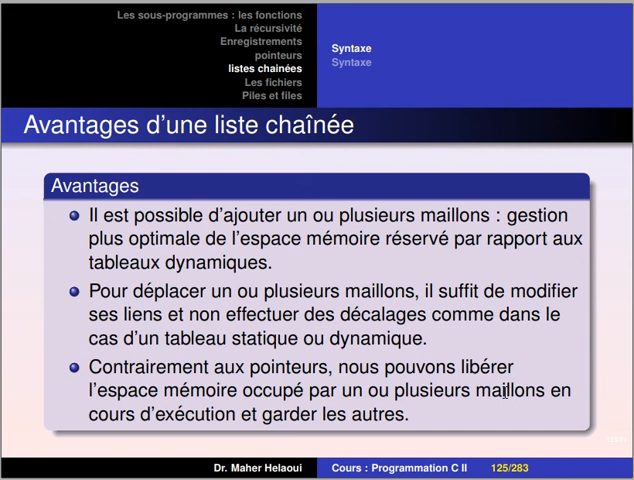 Les sous-programmes : les fonctions
La récursivité
Enregistrements
pointeurs
listes chainées
Les fichiers
Piles et files
Syntaxe
Syntaxe
Avantages d'une liste chaînée
Avantages
Il est possible d'ajouter un ou plusieurs maillons : gestion
plus optimale de l'espace mémoire réservé par rapport aux
tableaux dynamiques.
Pour déplacer un ou plusieurs maillons, il suffit de modifier
ses liens et non effectuer des décalages comme dans le
cas d'un tableau statique ou dynamique.
Contrairement aux pointeurs, nous pouvons libérer
l'espace mémoire occupé par un ou plusieurs maillons en
cours d'exécution et garder les autres.
Dr. Maher Helaoui
Cours : Programmation C II
125/283